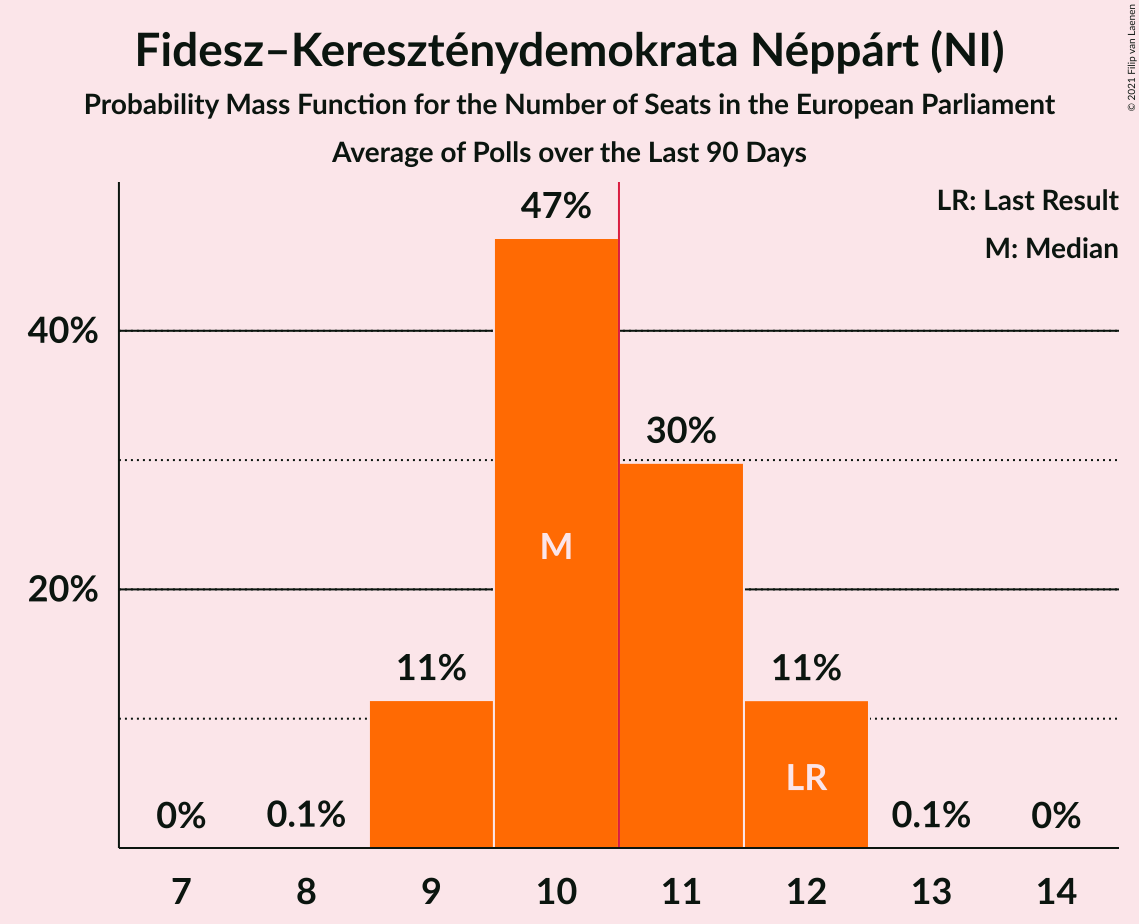 Fidesz–Kereszténydemokrata Néppárt (NI)
Probability Mass Function for the Number of Seats in the European Parliament
Average of Polls over the Last 90 Days
© 2021 Filip van Laenen
LR: Last Result
M: Median
47%
40%
30%
M
20%
11%
11%
LR
0%
0.1%
0.1%
0%
7
8
9
10
11
12
13
14